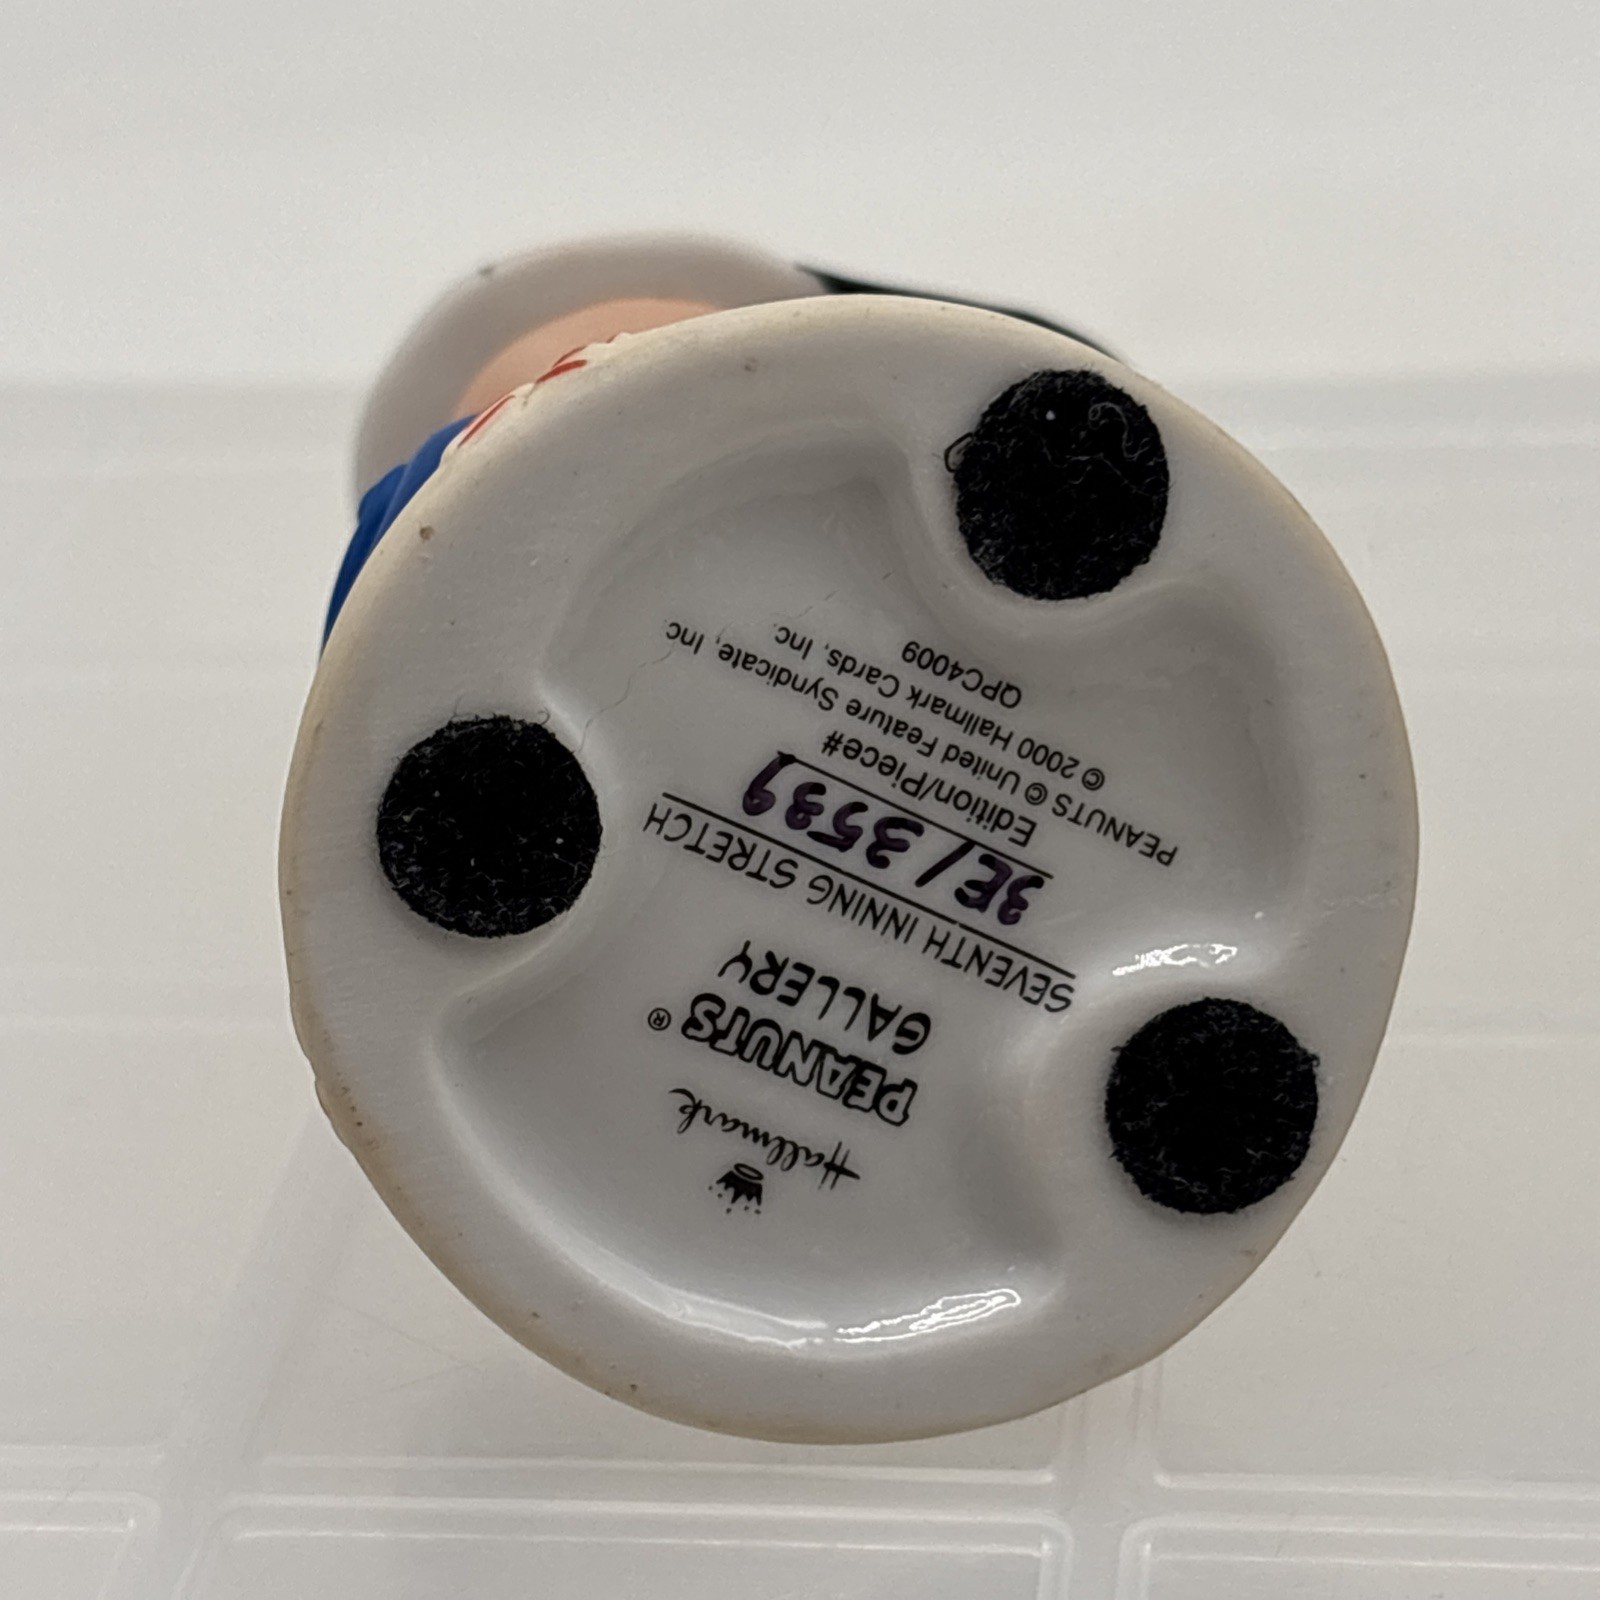 Hallmark
PEANUTS®
GALLERY
SEVENTH INNING STRETCH
3E/3539
Edition/Piece#
PEANUTS © United Feature Syndicate, Inc.
© 2000 Hallmark Cards, Inc.
QPC4009